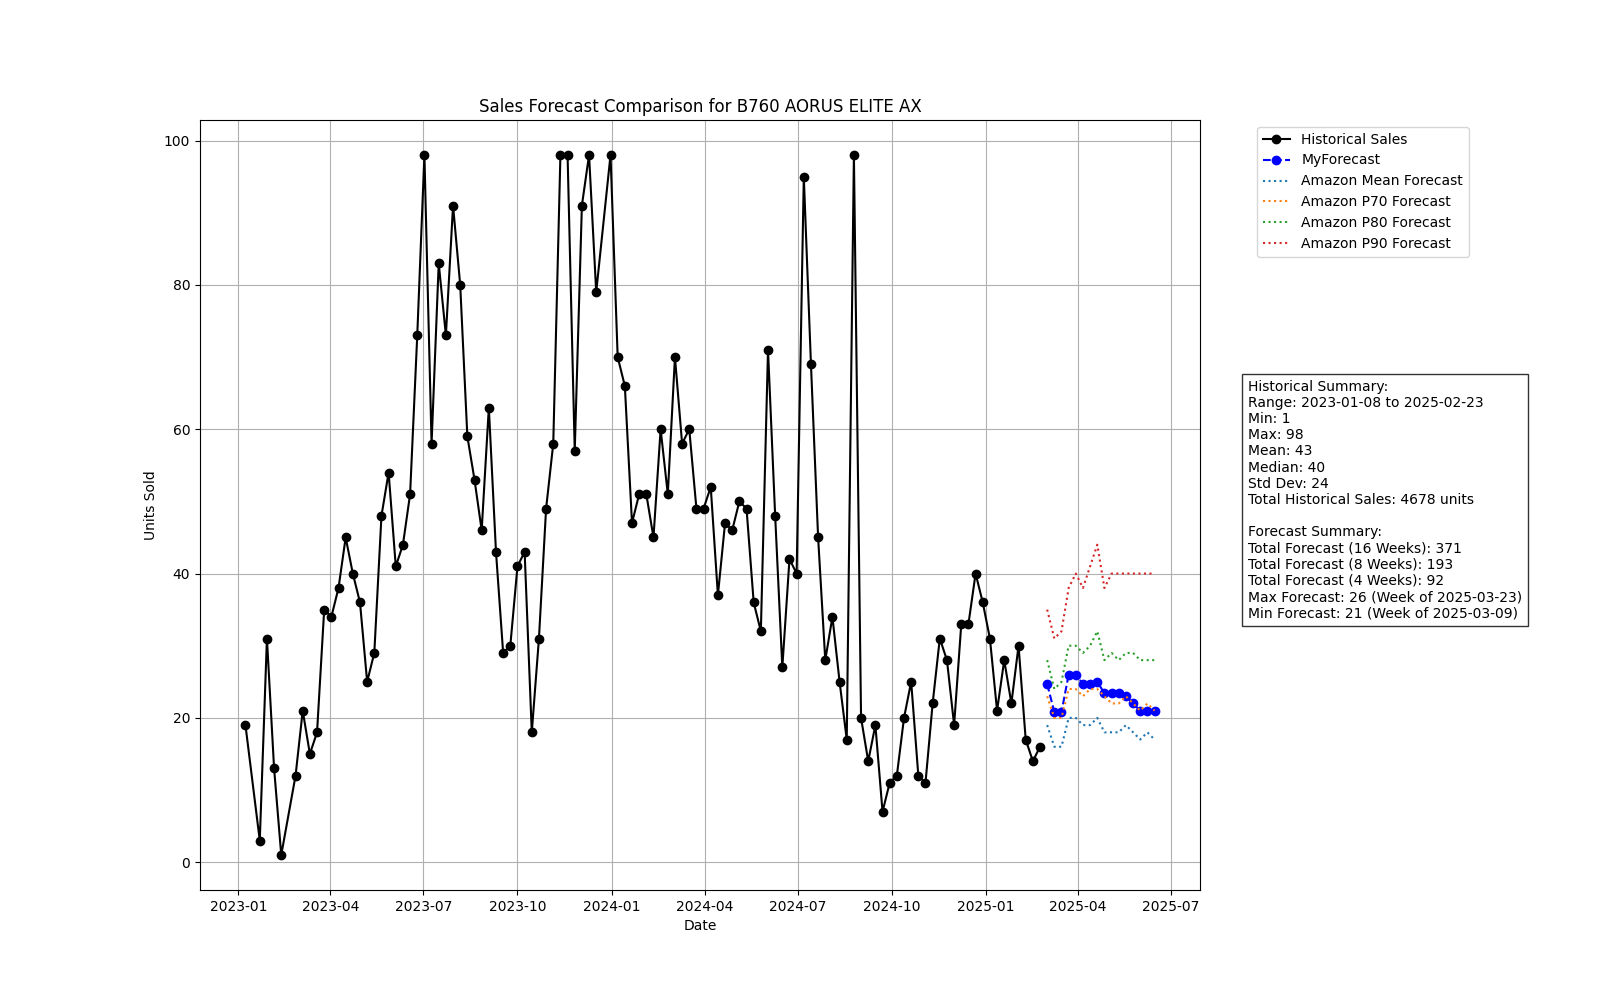 Sales Forecast Comparison for B760 AORUS ELITE AX
Units Sold
100
80
60
40
20
0
2023-01
2023-04
2023-07
2023-10
2024-01
2024-04
2024-07
2024-10
2025-01
2025-04
2025-07
Date
Historical Sales
MyForecast
Amazon Mean Forecast
Amazon P70 Forecast
Amazon P80 Forecast
Amazon P90 Forecast
Historical Summary:
Range: 2023-01-08 to 2025-02-23
Min: 1
Max: 98
Mean: 43
Median: 40
Std Dev: 24
Total Historical Sales: 4678 units
Forecast Summary:
Total Forecast (16 Weeks): 371
Total Forecast (8 Weeks): 193
Total Forecast (4 Weeks): 92
Max Forecast: 26 (Week of 2025-03-23)
Min Forecast: 21 (Week of 2025-03-09)